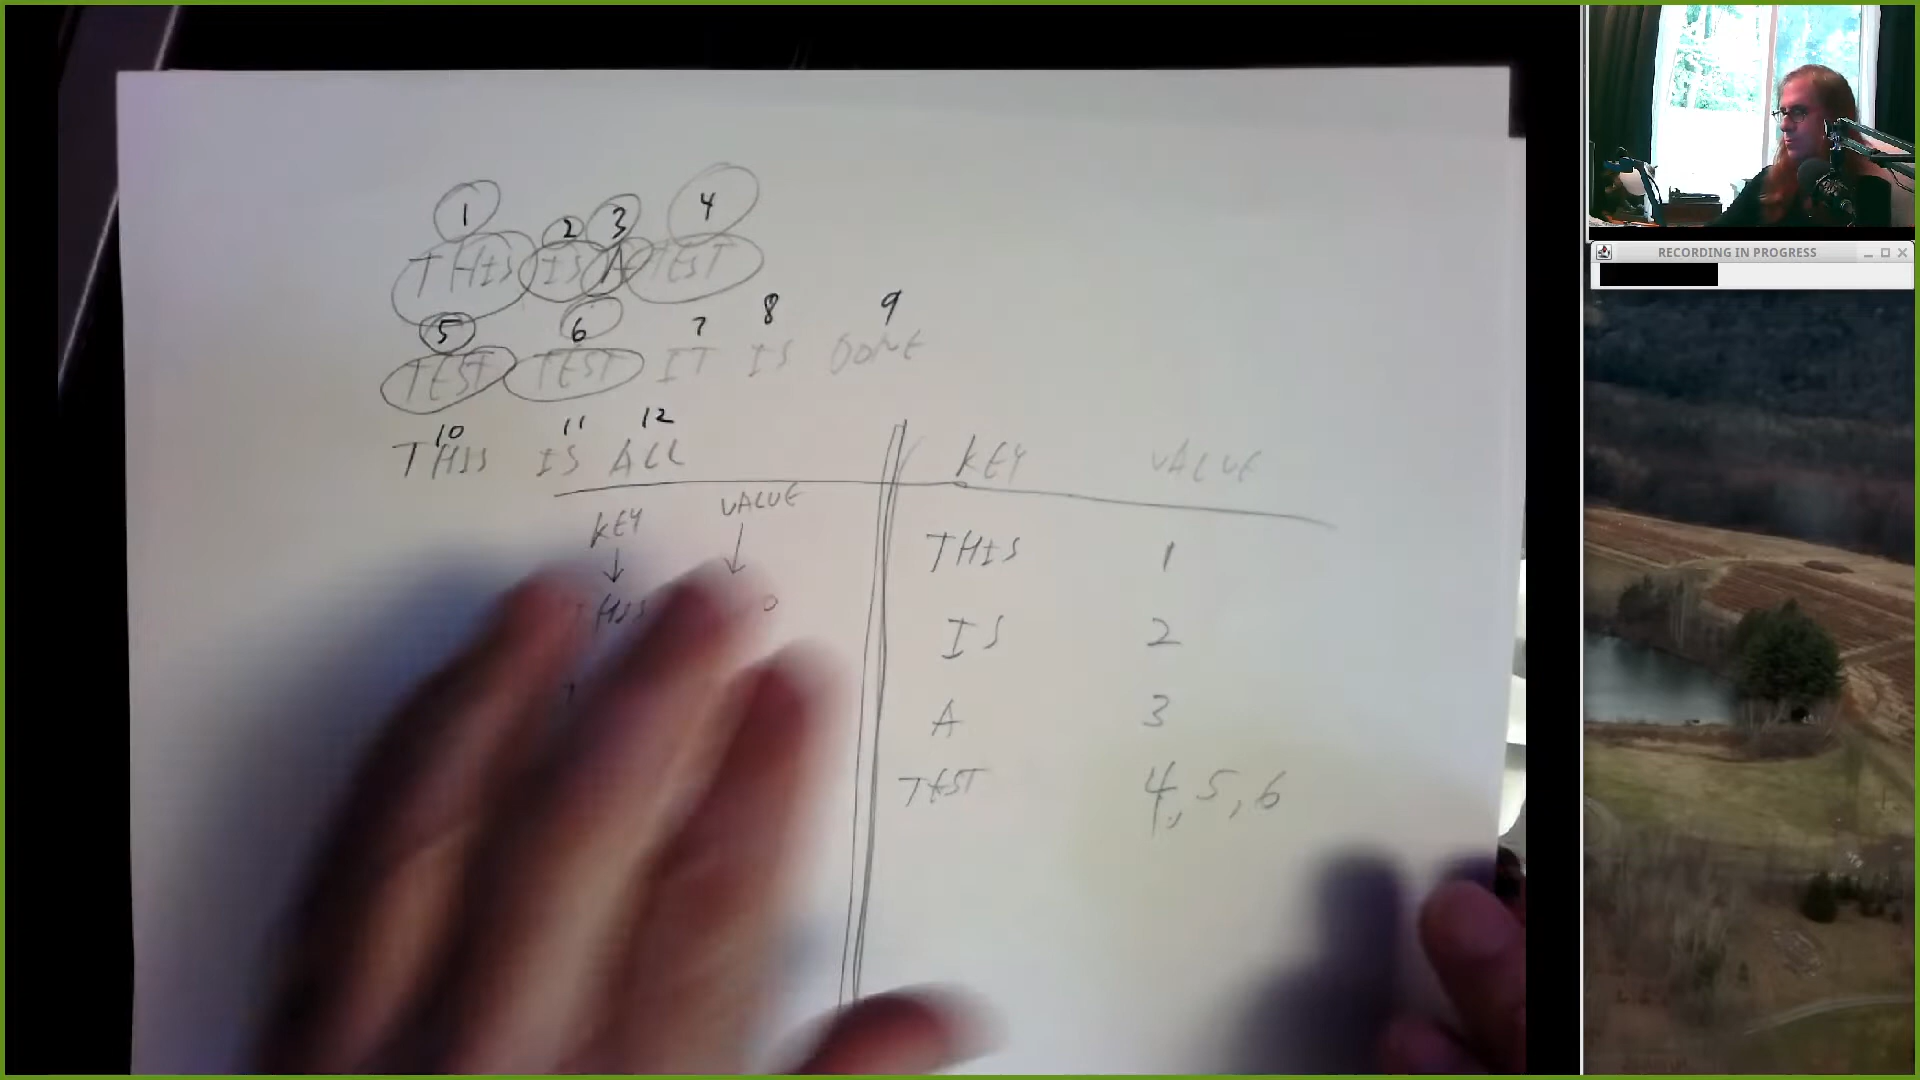 1 2 3 4
THIS IS A TEST
5 6 7 8 9
TEST TEST IT IS DONE
10 11 12
THIS IS ALL
KEY VALUE
KEY VALUE
THIS 1
IS 2
A 3
TEST 4, 5, 6
RECORDING IN PROGRESS